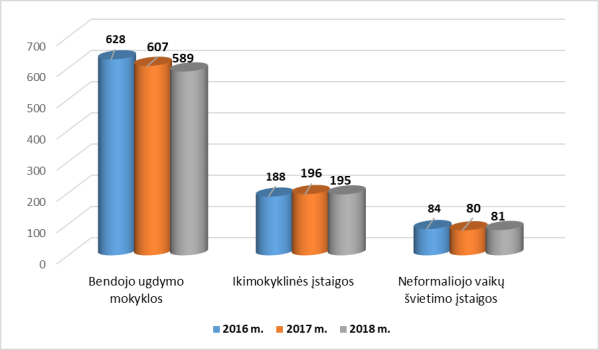 700
600
500
400
300
200
100
0
628
607
589
188
196
195
84
80
81
Bendojo ugdymo
mokyklos
Ikimokyklinės įstaigos
Neformaliojo vaikų
švietimo įstaigos
2016 m.
2017 m.
2018 m.